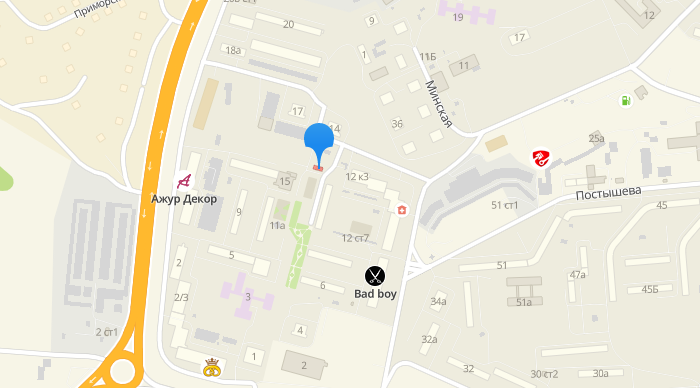 Приморск
20В ст1
20
9
19
17
12
18а
1
11Б
11
17
14
36
Минская
25а
15
12 к3
Ажур Декор
9
11а
51 ст1
Постышева
45
12 ст7
5
2
51
47а
45Б
6
3
2/3
Bad boy
34а
51а
4
2 ст1
32а
1
2
32
30 ст2
30а